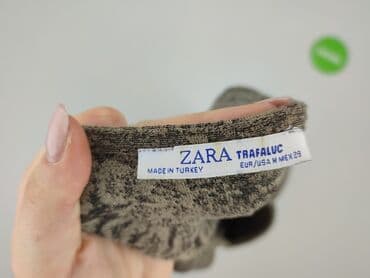 ZARA TRAFALUC
MADE IN TURKEY EUR/USA M MEX 28